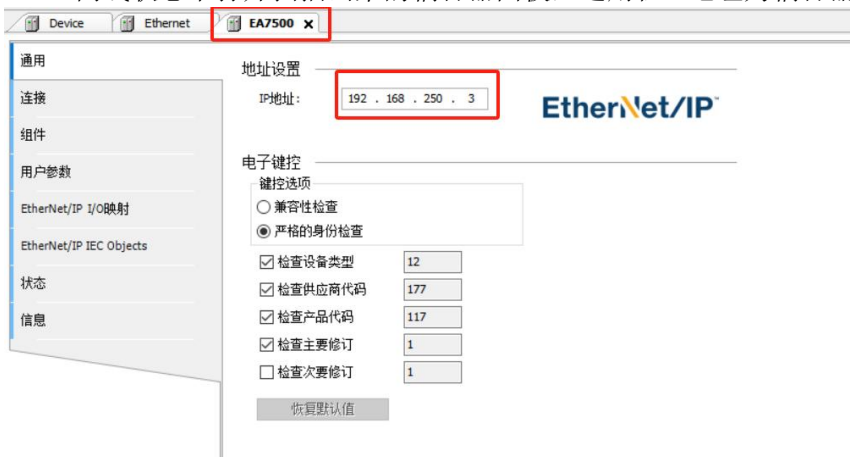 Device Ethernet EA7500
通用
连接
组件
用户参数
EtherNet/IP I/O映射
EtherNet/IP IEC Objects
状态
信息
地址设置
IP地址: 192 . 168 . 250 . 3
EtherNet/IP
电子键控
键控选项
兼容性检查
严格的身份检查
检查设备类型 12
检查供应商代码 177
检查产品代码 117
检查主要修订 1
检查次要修订 1
恢复默认值